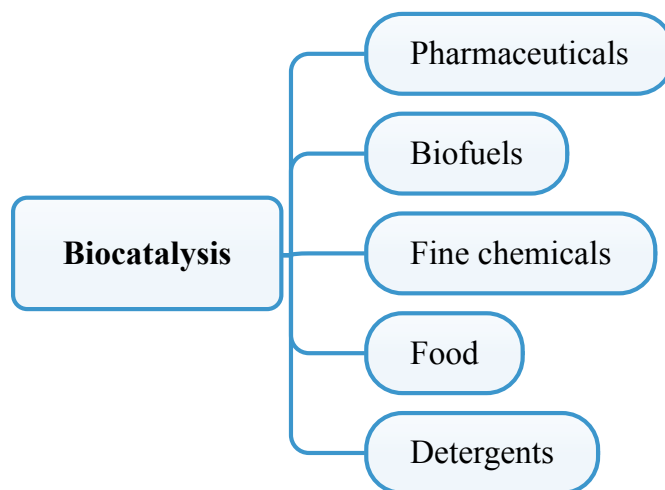 Pharmaceuticals
Biofuels
Biocatalysis
Fine chemicals
Food
Detergents